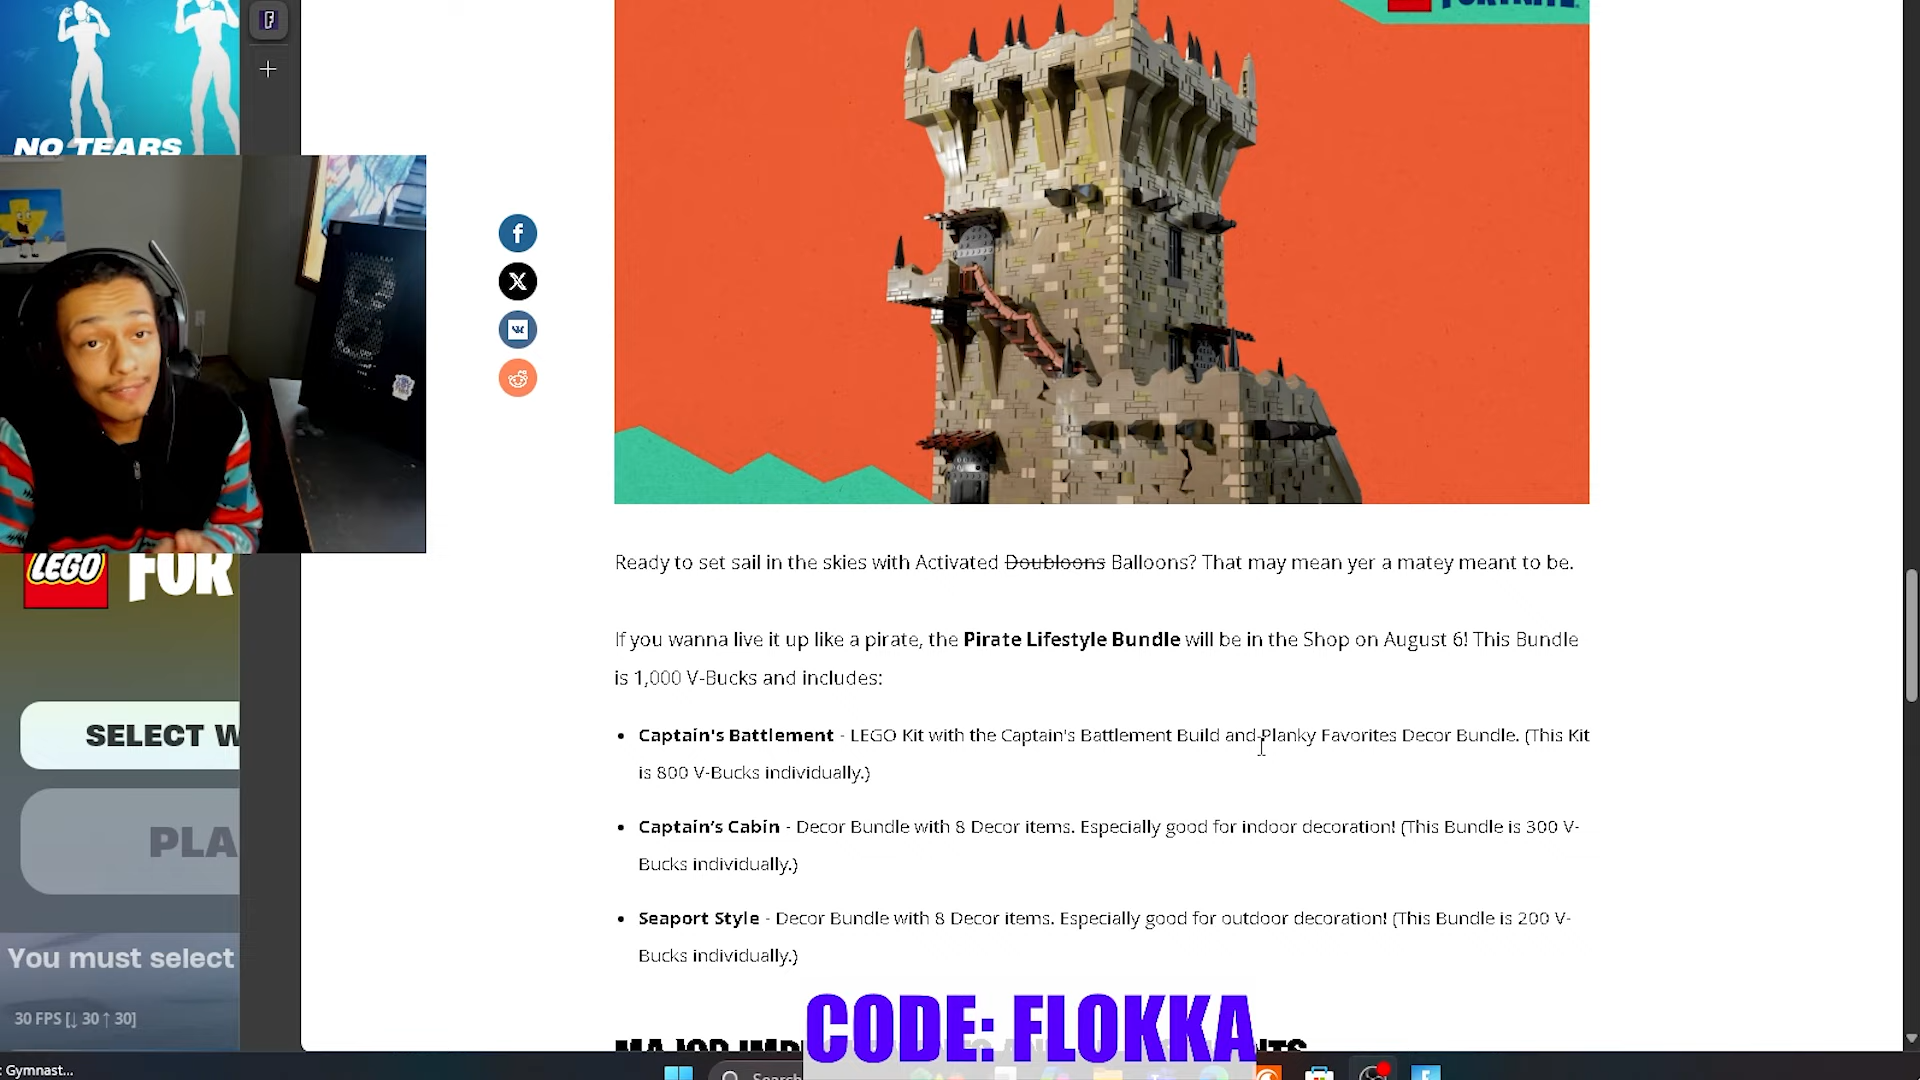 NO TEARS
Ready to set sail in the skies with Activated Doubloons Balloons? That may mean yer a matey meant to be.
If you wanna live it up like a pirate, the Pirate Lifestyle Bundle will be in the Shop on August 6! This Bundle
is 1,000 V-Bucks and includes:
Captain's Battlement - LEGO Kit with the Captain's Battlement Build and Planky Favorites Decor Bundle. (This Kit
is 800 V-Bucks individually.)
Captain's Cabin - Decor Bundle with 8 Decor items. Especially good for indoor decoration! (This Bundle is 300 V-
Bucks individually.)
Seaport Style - Decor Bundle with 8 Decor items. Especially good for outdoor decoration! (This Bundle is 200 V-
Bucks individually.)
LEGO FOR
SELECT W
PLA
You must select
30 FPS [↓ 30 ↑ 30]
CODE: FLOKKA
: Gymnast...
Search